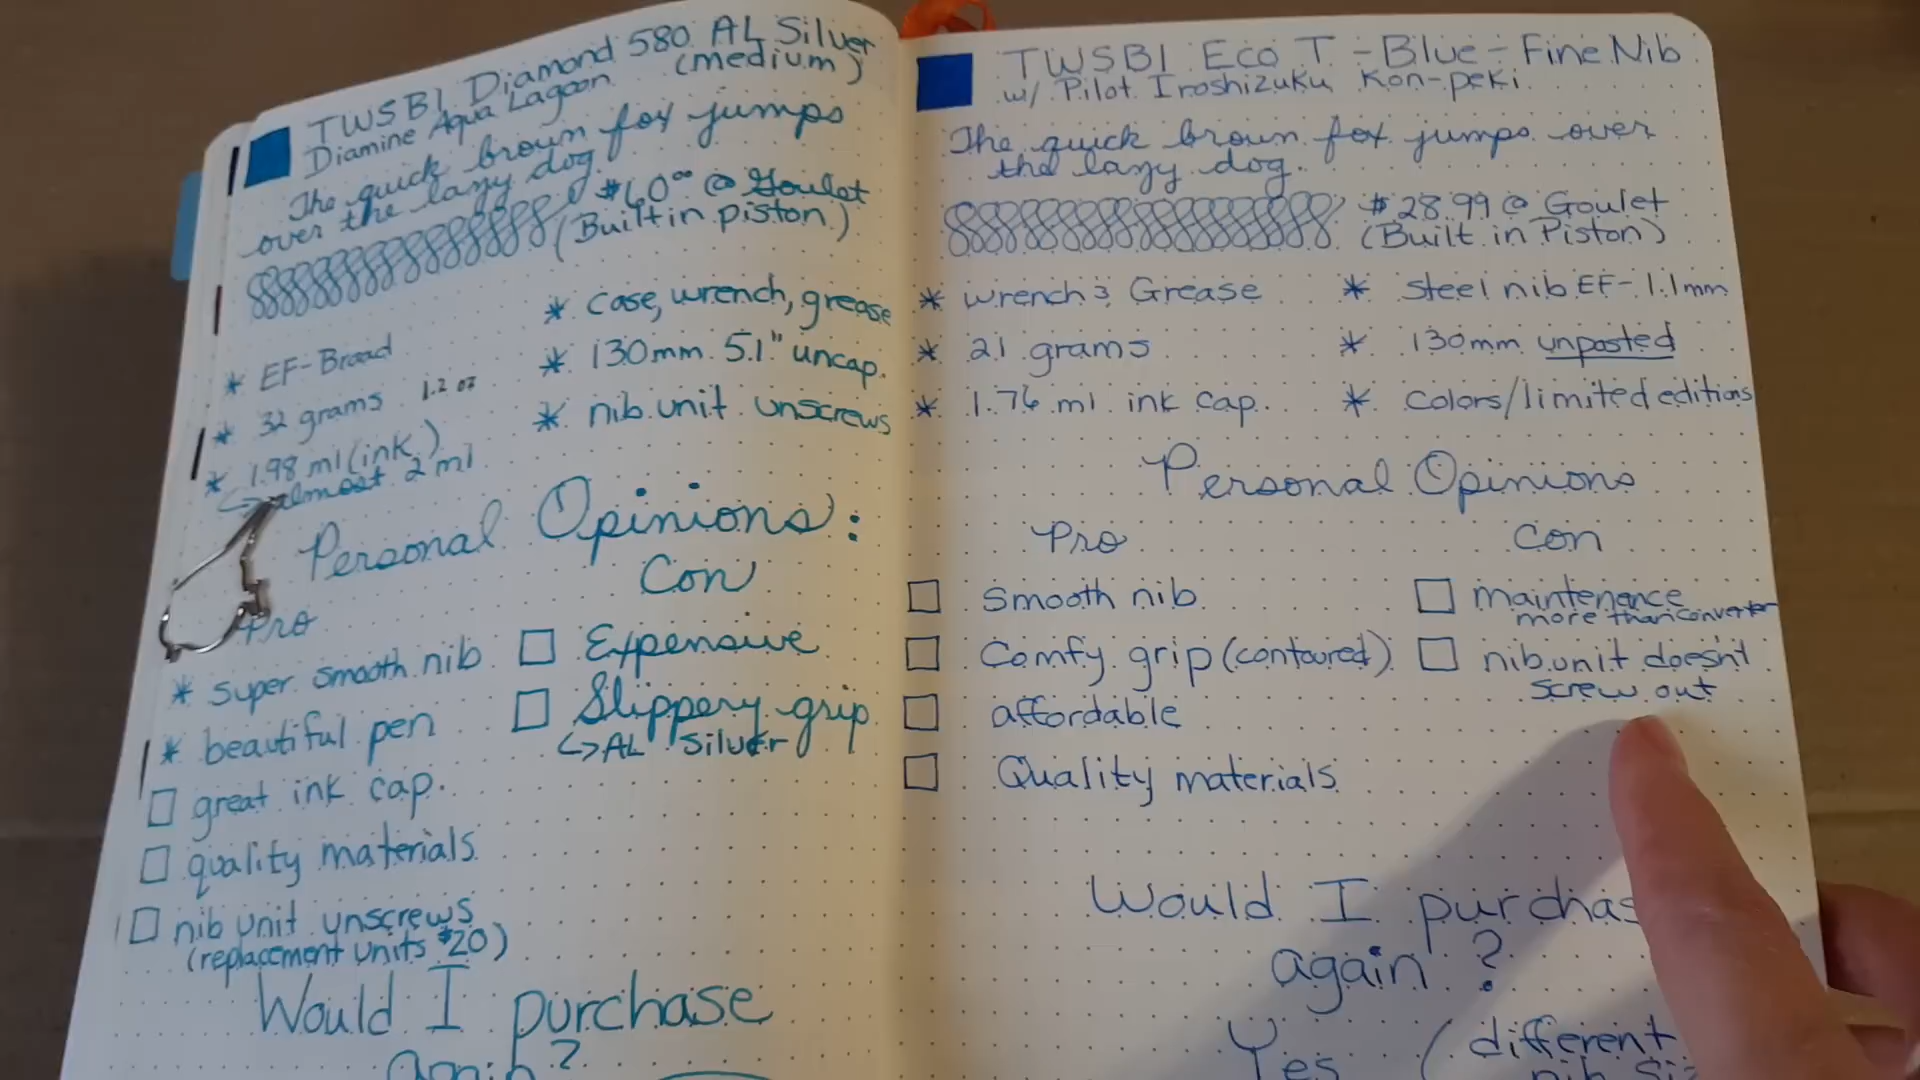 TWSBI Diamond 580 AL Silver
(medium)
Diamine Aqua Lagoon
The quick brown fox jumps
over the lazy dog.
$60.00 @ Goulet
(Built in piston)
* EF-Broad
* 32 grams 1.2 oz
* 1.98 ml (ink)
↳ almost 2 ml
* case, wrench, grease
* 130mm 5.1" uncap.
* nib unit unscrews
Personal Opinions:
Pro
* super smooth nib
* beautiful pen
□ great ink cap.
□ quality materials
□ nib unit unscrews
(replacement units $20)
Con
□ Expensive
□ Slippery grip
↳ AL Silver
Would I purchase
Again?
TWSBI Eco T - Blue - Fine Nib
w/ Pilot Iroshizuku Kon-peki
The quick brown fox jumps over
the lazy dog.
$28.99 @ Goulet
(Built in Piston)
* wrench & Grease
* 21 grams
* 1.76 ml ink cap.
* Steel nib EF-1.1mm
* 130mm unposted
* colors/limited editions
Personal Opinions
Pro
□ Smooth nib
□ Comfy grip (contoured)
□ affordable
□ Quality materials
Con
□ maintenence
more than converter
□ nib unit doesn't
screw out
Would I purchas
again?
Yes (different
nib